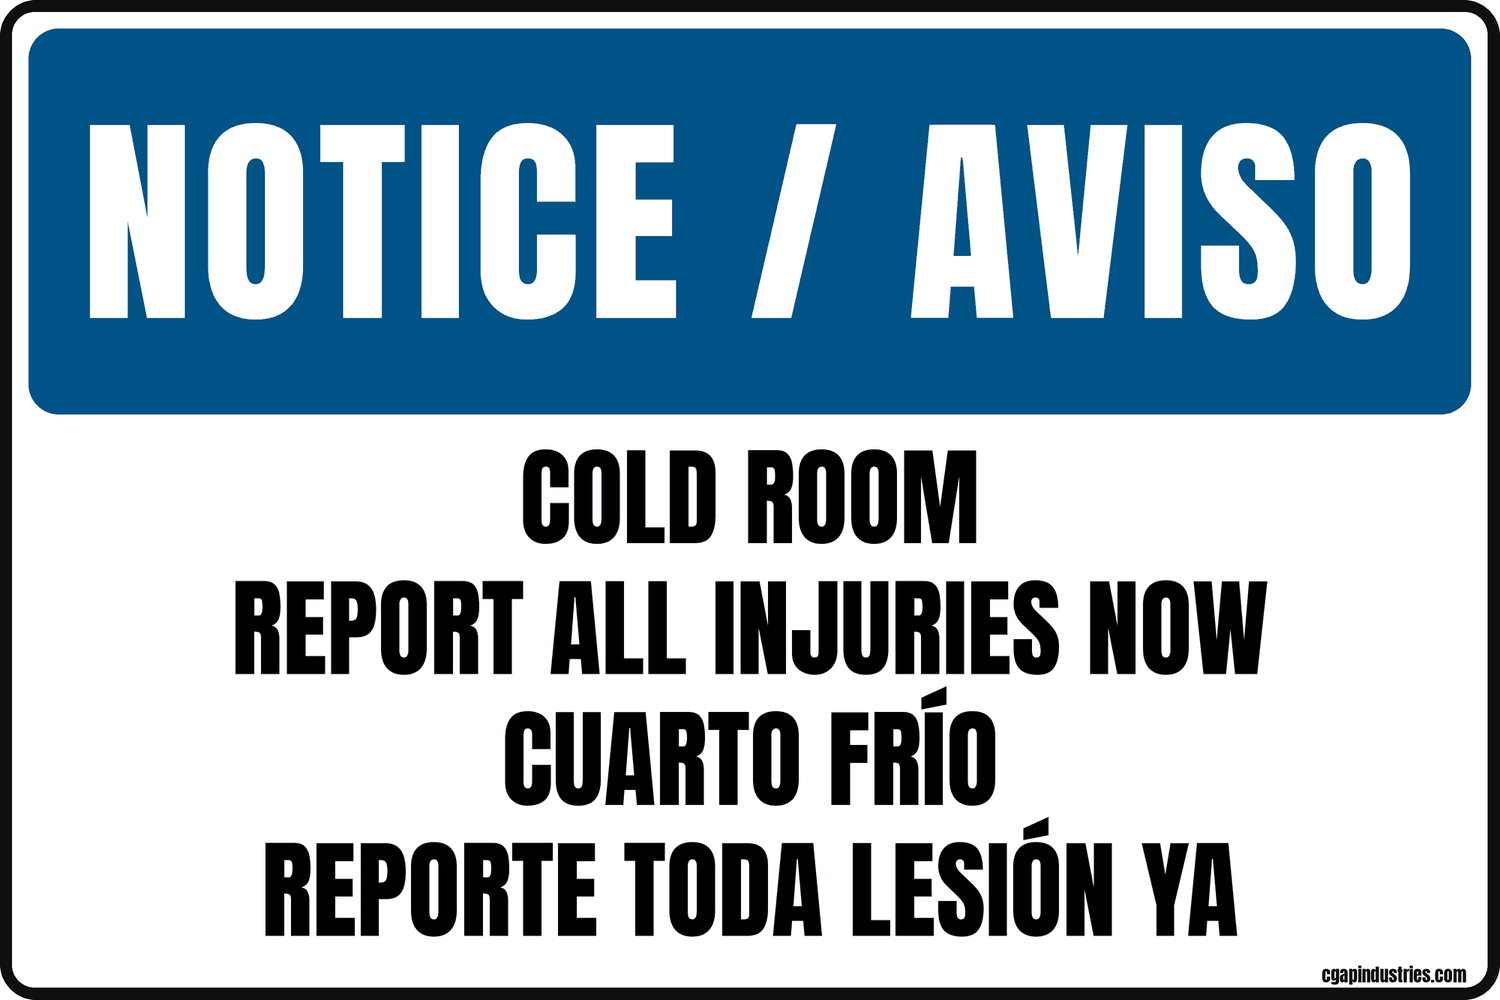 NOTICE / AVISO
COLD ROOM
REPORT ALL INJURIES NOW
CUARTO FRÍO
REPORTE TODA LESIÓN YA
cgapindustries.com